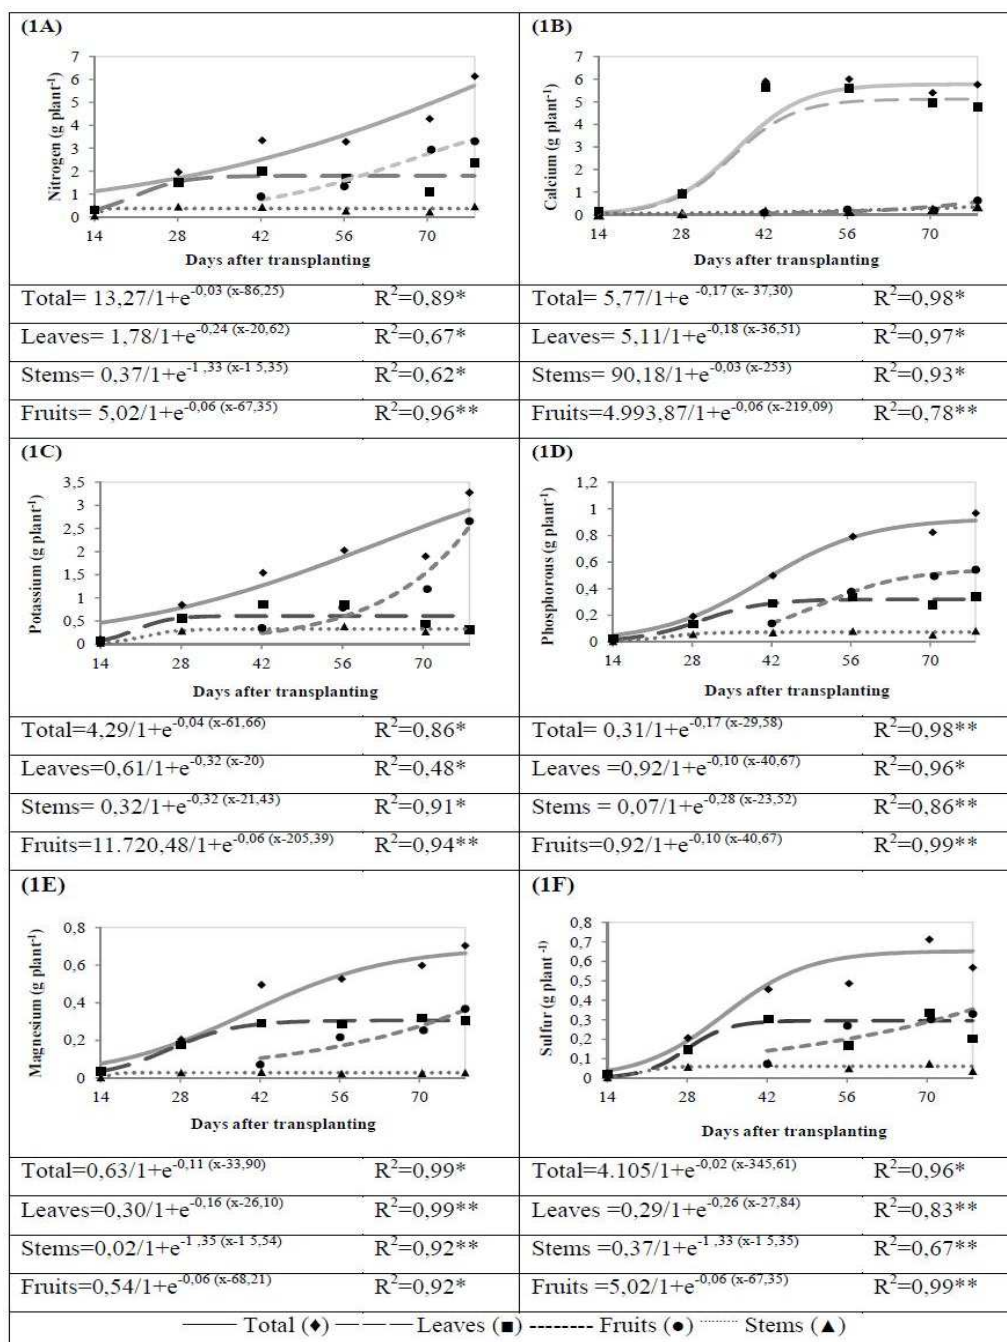 (1A)
Nitrogen (g plant⁻¹)
7
6
5
4
3
2
1
0
14 28 42 56 70
Days after transplanting
Total= 13,27/1+e^-0,03 (x-86,25) R²=0,89*
Leaves= 1,78/1+e^-0,24 (x-20,62) R²=0,67*
Stems= 0,37/1+e^-1 ,33 (x-1 5,35) R²=0,62*
Fruits= 5,02/1+e^-0,06 (x-67,35) R²=0,96**
(1B)
Calcium (g plant⁻¹)
7
6
5
4
3
2
1
0
14 28 42 56 70
Days after transplanting
Total= 5,77/1+e^-0,17 (x- 37,30) R²=0,98*
Leaves= 5,11/1+e^-0,18 (x-36,51) R²=0,97*
Stems= 90,18/1+e^-0,03 (x-253) R²=0,93*
Fruits=4.993,87/1+e^-0,06 (x-219,09) R²=0,78**
(1C)
Potassium (g plant⁻¹)
3,5
3
2,5
2
1,5
1
0,5
0
14 28 42 56 70
Days after transplanting
Total=4,29/1+e^-0,04 (x-61,66) R²=0,86*
Leaves=0,61/1+e^-0,32 (x-20) R²=0,48*
Stems= 0,32/1+e^-0,32 (x-21,43) R²=0,91*
Fruits=11.720,48/1+e^-0,06 (x-205,39) R²=0,94**
(1D)
Phosphorous (g plant⁻¹)
1,2
1
0,8
0,6
0,4
0,2
0
14 28 42 56 70
Days after transplanting
Total= 0,31/1+e^-0,17 (x-29,58) R²=0,98**
Leaves =0,92/1+e^-0,10 (x-40,67) R²=0,96*
Stems = 0,07/1+e^-0,28 (x-23,52) R²=0,86**
Fruits=0,92/1+e^-0,10 (x-40,67) R²=0,99**
(1E)
Magnesium (g plant⁻¹)
0,8
0,6
0,4
0,2
0
14 28 42 56 70
Days after transplanting
Total=0,63/1+e^-0,11 (x-33,90) R²=0,99*
Leaves=0,30/1+e^-0,16 (x-26,10) R²=0,99**
Stems=0,02/1+e^-1 ,35 (x-1 5,54) R²=0,92**
Fruits=0,54/1+e^-0,06 (x-68,21) R²=0,92*
(1F)
Sulfur (g plant ⁻¹)
0,8
0,7
0,6
0,5
0,4
0,3
0,2
0,1
0
14 28 42 56 70
Days after transplanting
Total=4.105/1+e^-0,02 (x-345,61) R²=0,96*
Leaves =0,29/1+e^-0,26 (x-27,84) R²=0,83**
Stems =0,37/1+e^-1 ,33 (x-1 5,35) R²=0,67**
Fruits =5,02/1+e^-0,06 (x-67,35) R²=0,99**
Total (♦) Leaves (■) Fruits (●) Stems (▲)